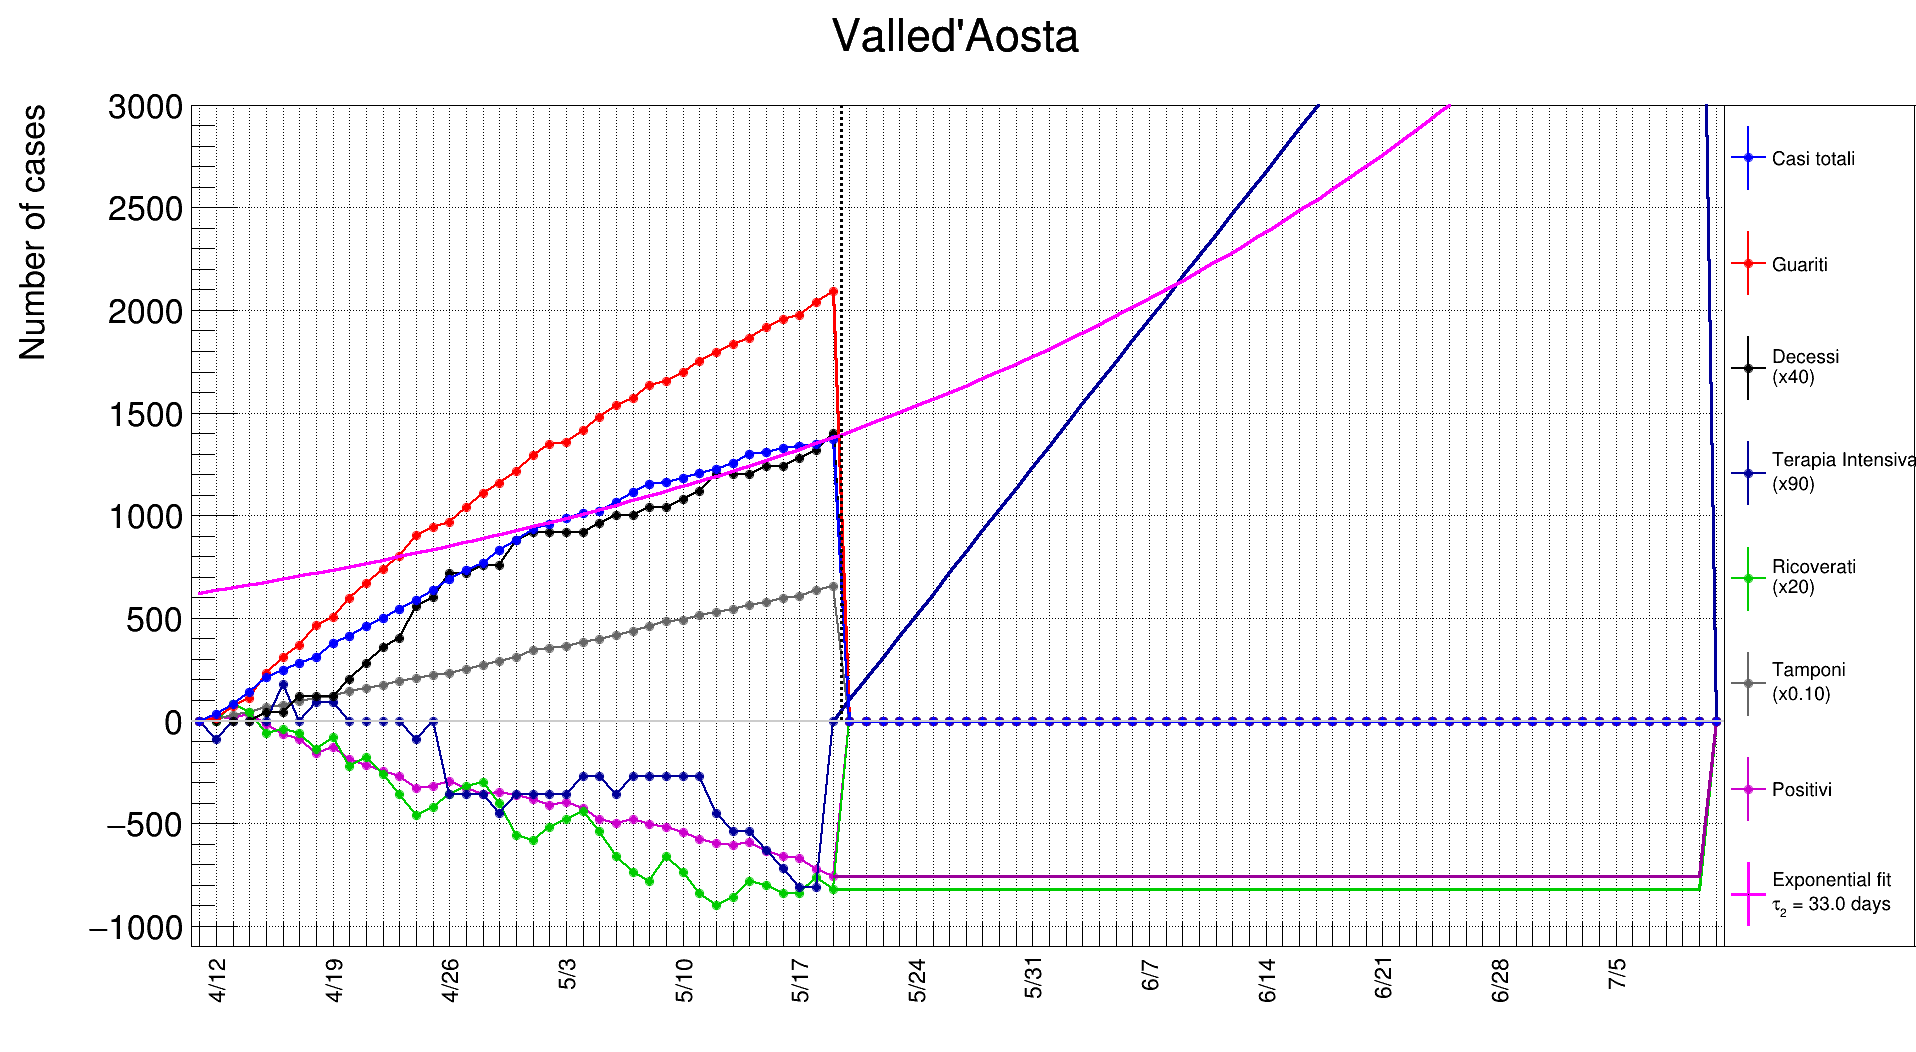 Valled'Aosta
Number of cases
3000
2500
2000
1500
1000
500
0
−500
−1000
4/12
4/19
4/26
5/3
5/10
5/17
5/24
5/31
6/7
6/14
6/21
6/28
7/5
Casi totali
Guariti
Decessi
(x40)
Terapia Intensiva
(x90)
Ricoverati
(x20)
Tamponi
(x0.10)
Positivi
Exponential fit
τ2 = 33.0 days